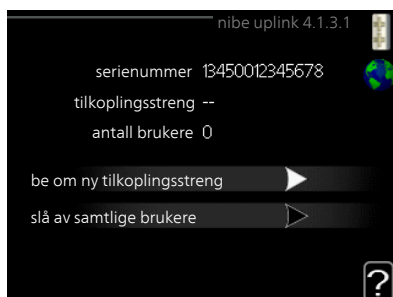 nibe uplink 4.1.3.1
serienummer 13450012345678
tilkoplingsstreng --
antall brukere 0
be om ny tilkoplingsstreng
slå av samtlige brukere
?